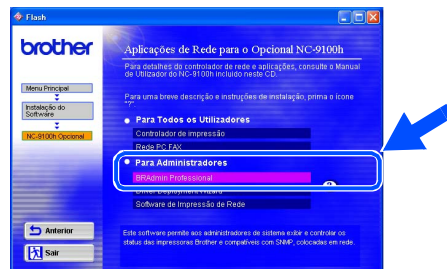 Flash
brother
Aplicações de Rede para o Opcional NC-9100h
Para detalhes do controlador de rede e aplicações, consulte o Manual
de Utilizador do NC-9100h incluído neste CD.
Para uma breve descrição e instruções de instalação, prima o ícone
"?"
Menu Principal
Instalação do
Software
NC-9100h Opcional
Para Todos os Utilizadores
Controlador de impressão
Rede PC FAX
Para Administradores
BRAdmin Professional
Driver Deployment Wizard
Software de Impressão de Rede
Anterior
Sair
Este software permite aos administradores de sistema exibir e controlar os
status das impressoras Brother e compatíveis com SNMP, colocadas em rede.